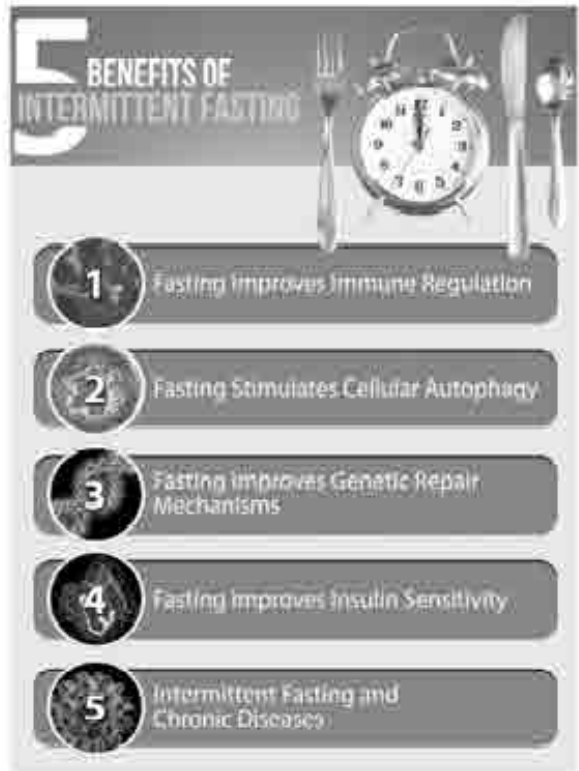 5
BENEFITS OF
INTERMITTENT FASTING
1 Fasting Improves Immune Regulation
2 Fasting Stimulates Cellular Autophagy
3 Fasting Improves Genetic Repair
Mechanisms
4 Fasting Improves Insulin Sensitivity
5 Intermittent Fasting and
Chronic Diseases